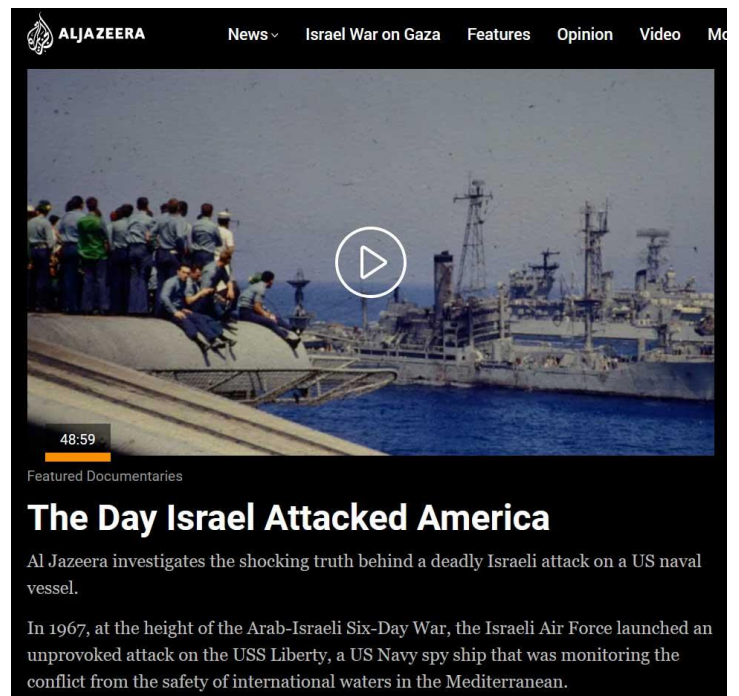 ALJAZEERA
News Israel War on Gaza Features Opinion Video Mo
48:59
Featured Documentaries
The Day Israel Attacked America
Al Jazeera investigates the shocking truth behind a deadly Israeli attack on a US naval
vessel.
In 1967, at the height of the Arab-Israeli Six-Day War, the Israeli Air Force launched an
unprovoked attack on the USS Liberty, a US Navy spy ship that was monitoring the
conflict from the safety of international waters in the Mediterranean.